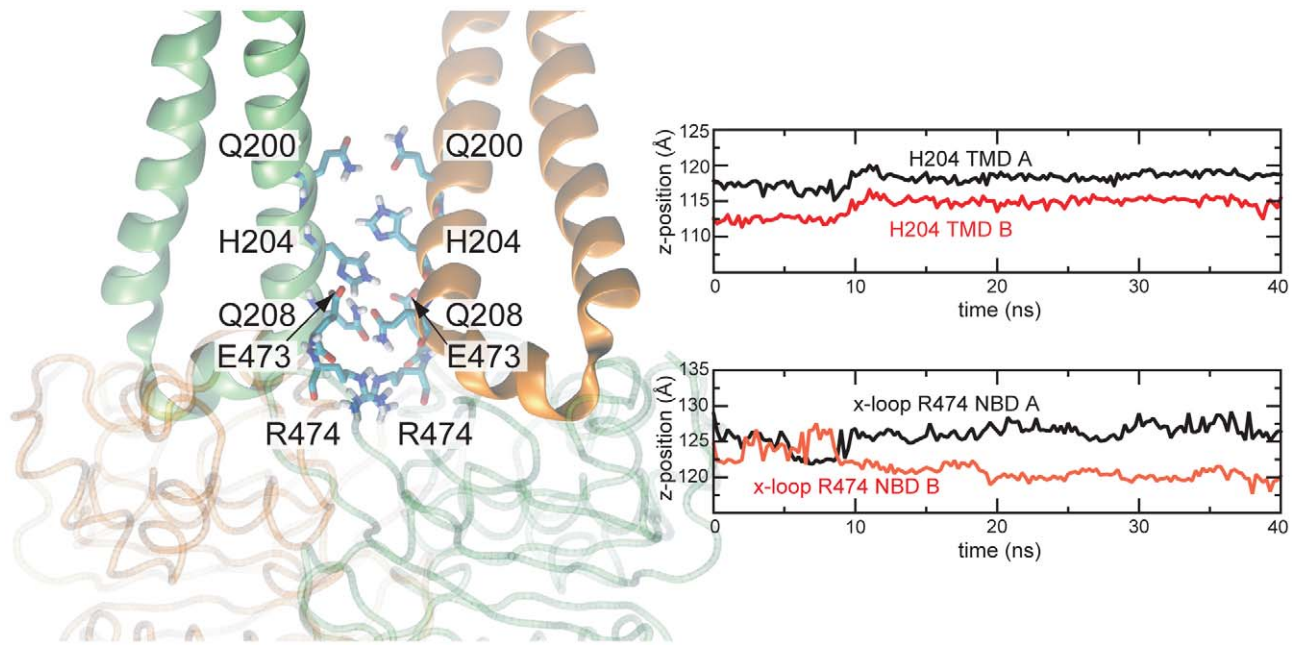 Q200 Q200
H204 H204
Q208 Q208
E473 E473
R474 R474
z-position (Å)
125
120
115
110
H204 TMD A
H204 TMD B
0 10 20 30 40
time (ns)
z-position (Å)
135
130
125
120
x-loop R474 NBD A
x-loop R474 NBD B
0 10 20 30 40
time (ns)